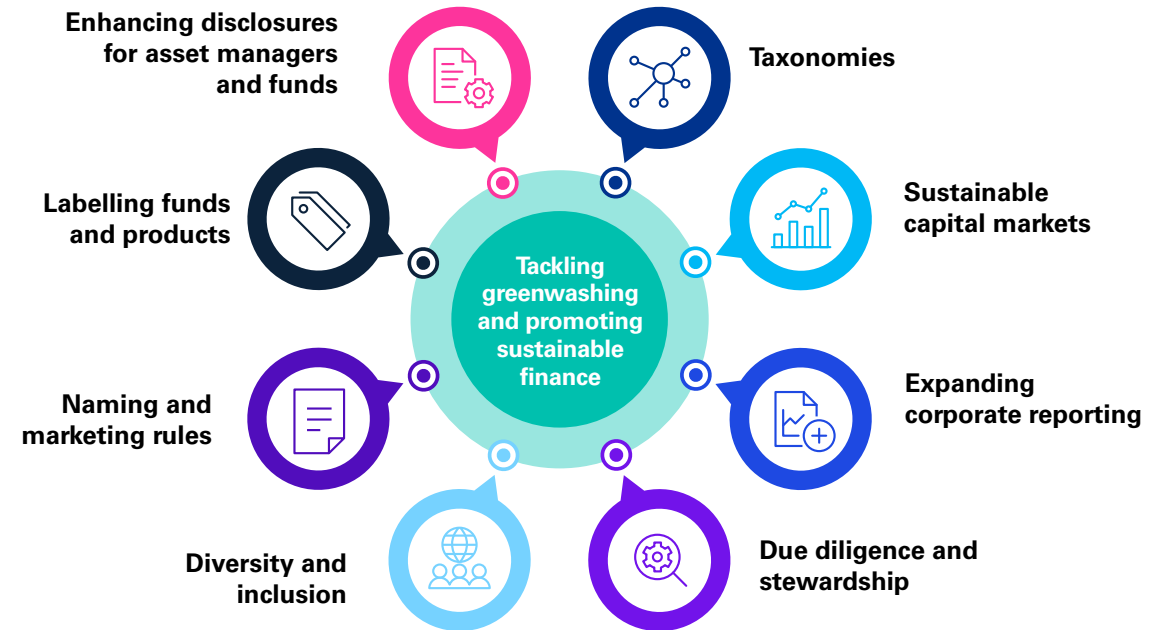 Enhancing disclosures
for asset managers
and funds
Taxonomies
Labelling funds
and products
Sustainable
capital markets
Tackling
greenwashing
and promoting
sustainable
finance
Naming and
marketing rules
Expanding
corporate reporting
Diversity and
inclusion
Due diligence and
stewardship